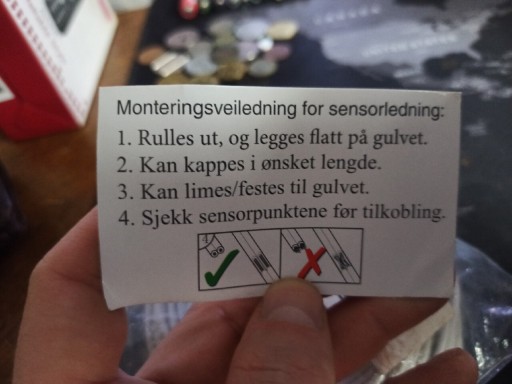 Monteringsveiledning for sensorledning:
1. Rulles ut, og legges flatt på gulvet.
2. Kan kappes i ønsket lengde.
3. Kan limes/festes til gulvet.
4. Sjekk sensorpunktene før tilkobling.